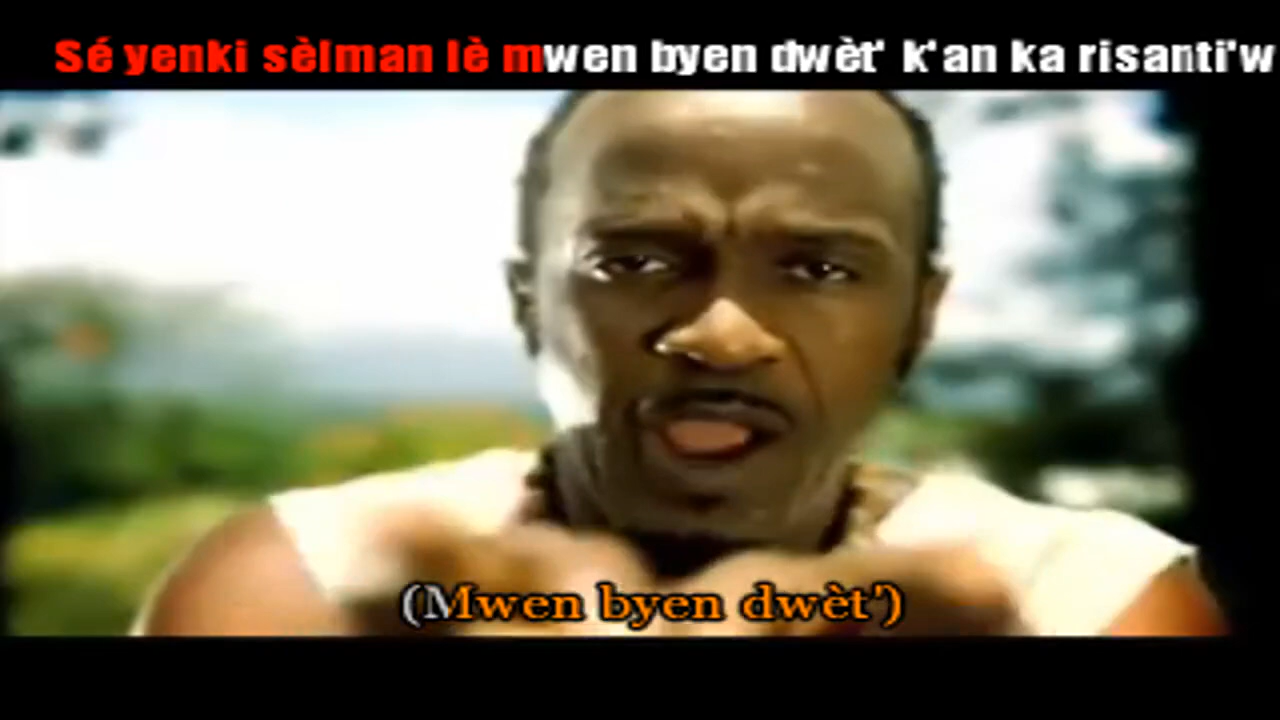 Sé yenki sèlman lè mwen byen dwèt' k'an ka risanti'w
(Mwen byen dwèt')